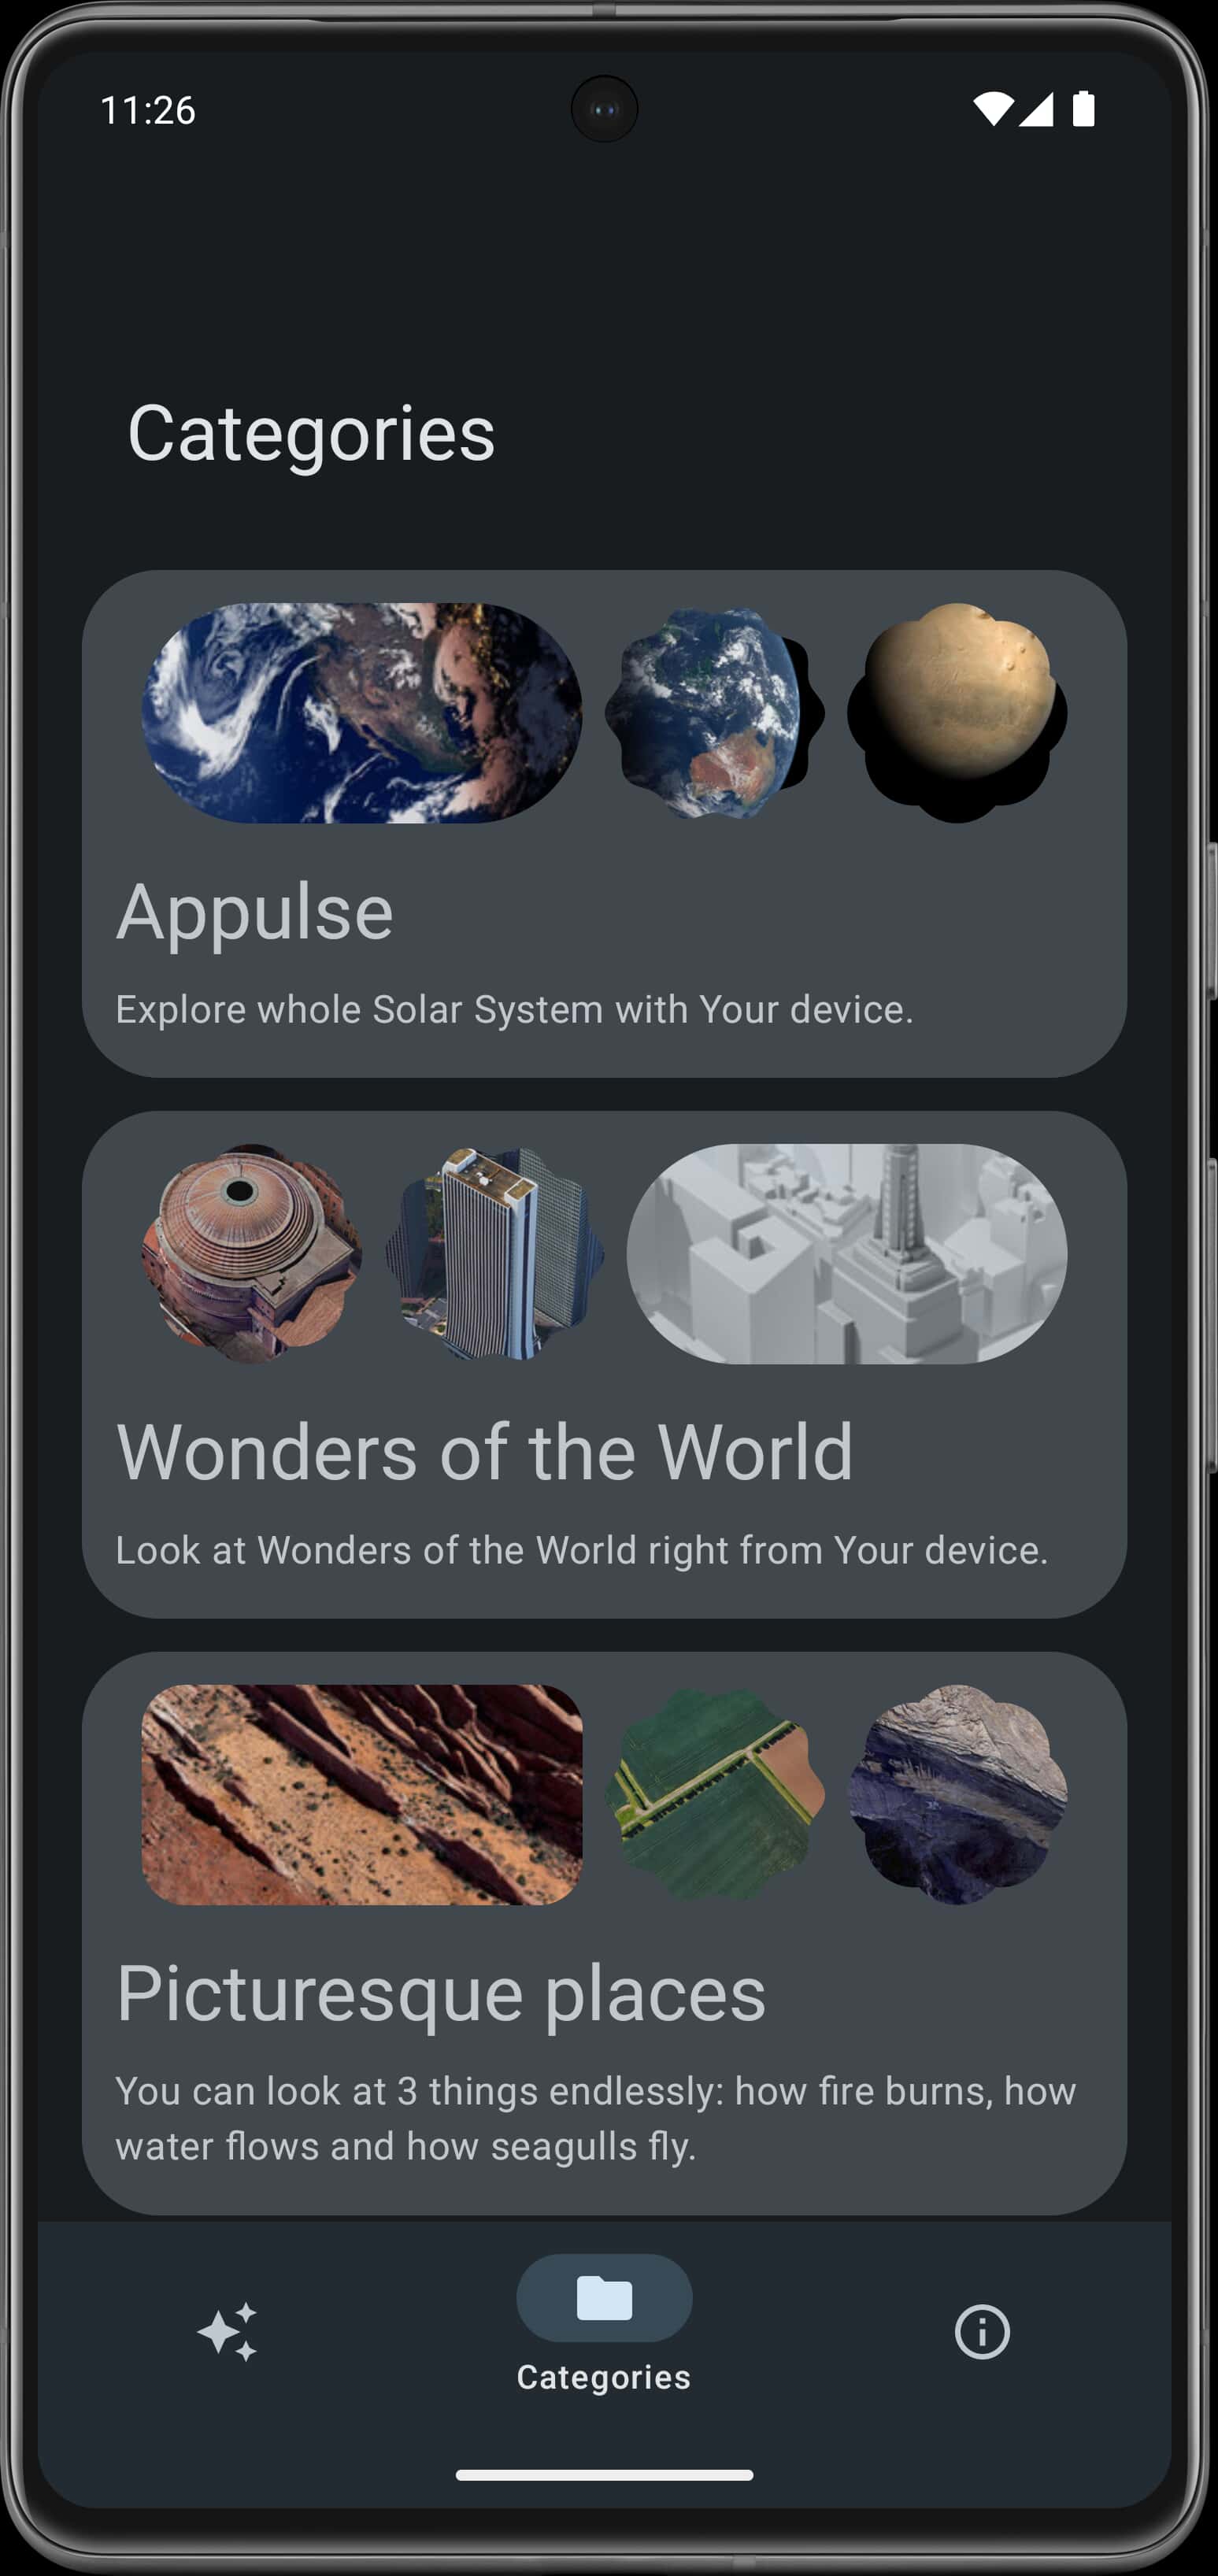 11:26
Categories
Appulse
Explore whole Solar System with Your device.
Wonders of the World
Look at Wonders of the World right from Your device.
Picturesque places
You can look at 3 things endlessly: how fire burns, how
water flows and how seagulls fly.
Categories